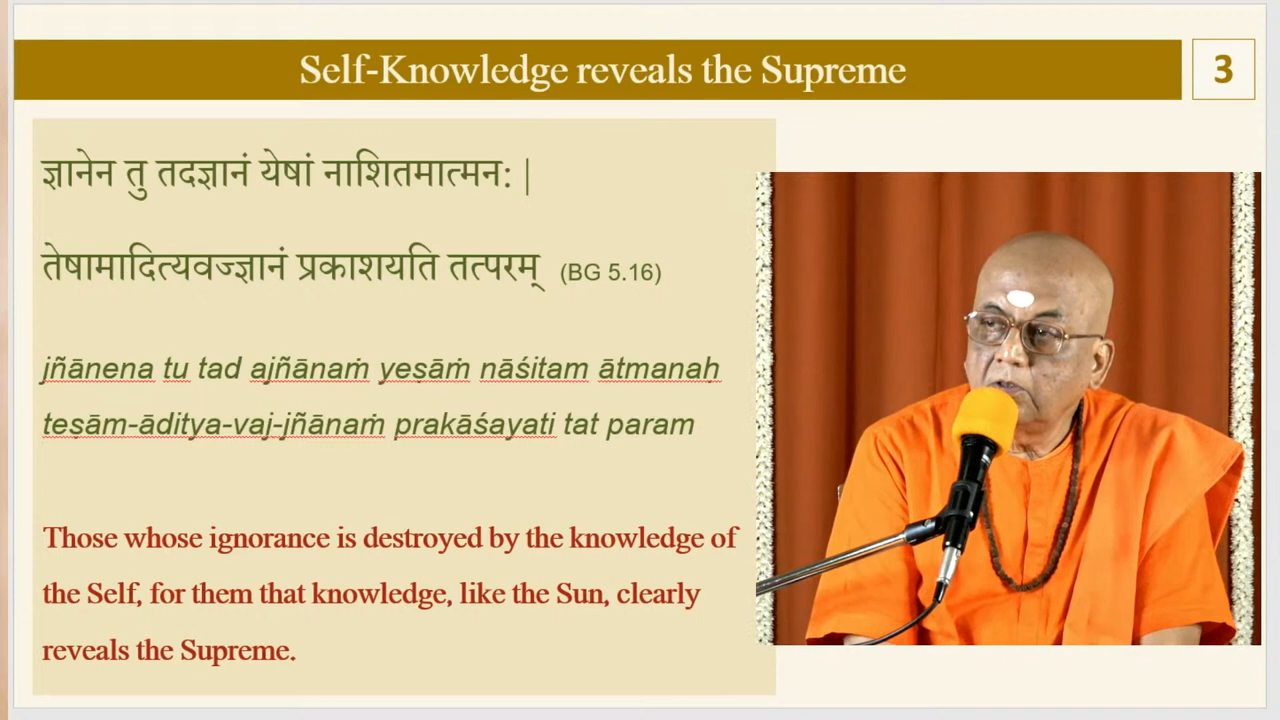 Self-Knowledge reveals the Supreme
3
ज्ञानेन तु तदज्ञानं येषां नाशितमात्मन: |
तेषामादित्यवज्ज्ञानं प्रकाशयति तत्परम् (BG 5.16)
jñānena tu tad ajñānaṁ yeṣāṁ nāśitam ātmanaḥ
teṣām-āditya-vaj-jñānaṁ prakāśayati tat param
Those whose ignorance is destroyed by the knowledge of
the Self, for them that knowledge, like the Sun, clearly
reveals the Supreme.